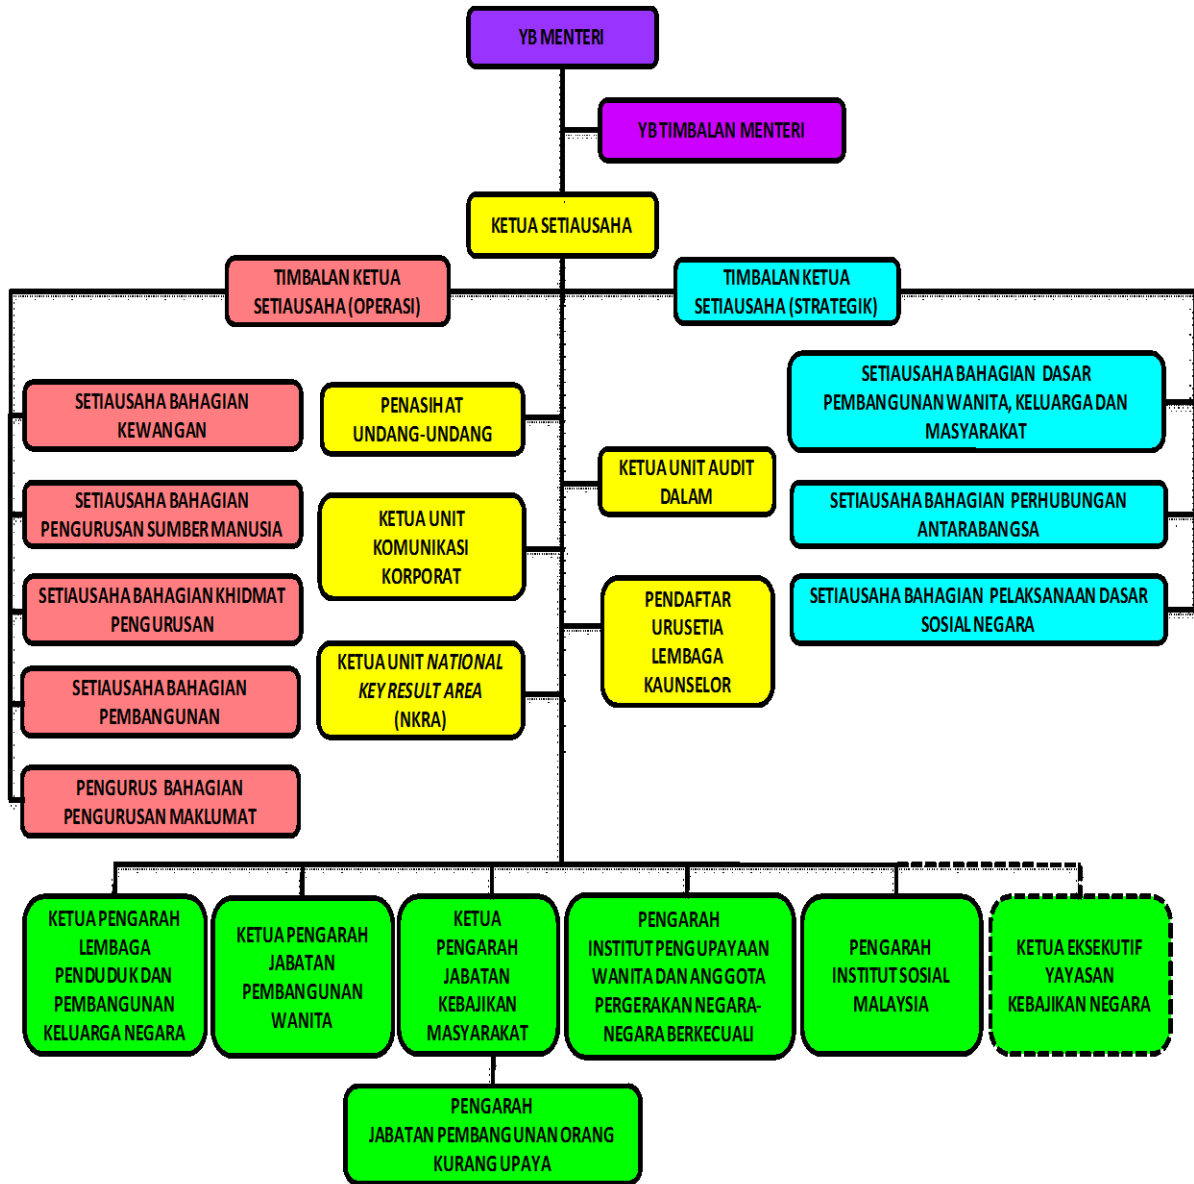 YB MENTERI
YB TIMBALAN MENTERI
KETUA SETIAUSAHA
TIMBALAN KETUA
SETIAUSAHA (OPERASI)
TIMBALAN KETUA
SETIAUSAHA (STRATEGIK)
SETIAUSAHA BAHAGIAN
KEWANGAN
SETIAUSAHA BAHAGIAN
PENGURUSAN SUMBER MANUSIA
SETIAUSAHA BAHAGIAN KHIDMAT
PENGURUSAN
SETIAUSAHA BAHAGIAN
PEMBANGUNAN
PENGURUS BAHAGIAN
PENGURUSAN MAKLUMAT
PENASIHAT
UNDANG-UNDANG
KETUA UNIT
KOMUNIKASI
KORPORAT
KETUA UNIT NATIONAL
KEY RESULT AREA
(NKRA)
KETUA UNIT AUDIT
DALAM
PENDAFTAR
URUSETIA
LEMBAGA
KAUNSELOR
SETIAUSAHA BAHAGIAN DASAR
PEMBANGUNAN WANITA, KELUARGA DAN
MASYARAKAT
SETIAUSAHA BAHAGIAN PERHUBUNGAN
ANTARABANGSA
SETIAUSAHA BAHAGIAN PELAKSANAAN DASAR
SOSIAL NEGARA
KETUA PENGARAH
LEMBAGA
PENDUDUK DAN
PEMBANGUNAN
KELUARGA NEGARA
KETUA PENGARAH
JABATAN
PEMBANGUNAN
WANITA
KETUA
PENGARAH
JABATAN
KEBAJIKAN
MASYARAKAT
PENGARAH
INSTITUT PENGUPAYAAN
WANITA DAN ANGGOTA
PERGERAKAN NEGARA-
NEGARA BERKECUALI
PENGARAH
INSTITUT SOSIAL
MALAYSIA
KETUA EKSEKUTIF
YAYASAN
KEBAJIKAN NEGARA
PENGARAH
JABATAN PEMBANGUNAN ORANG
KURANG UPAYA